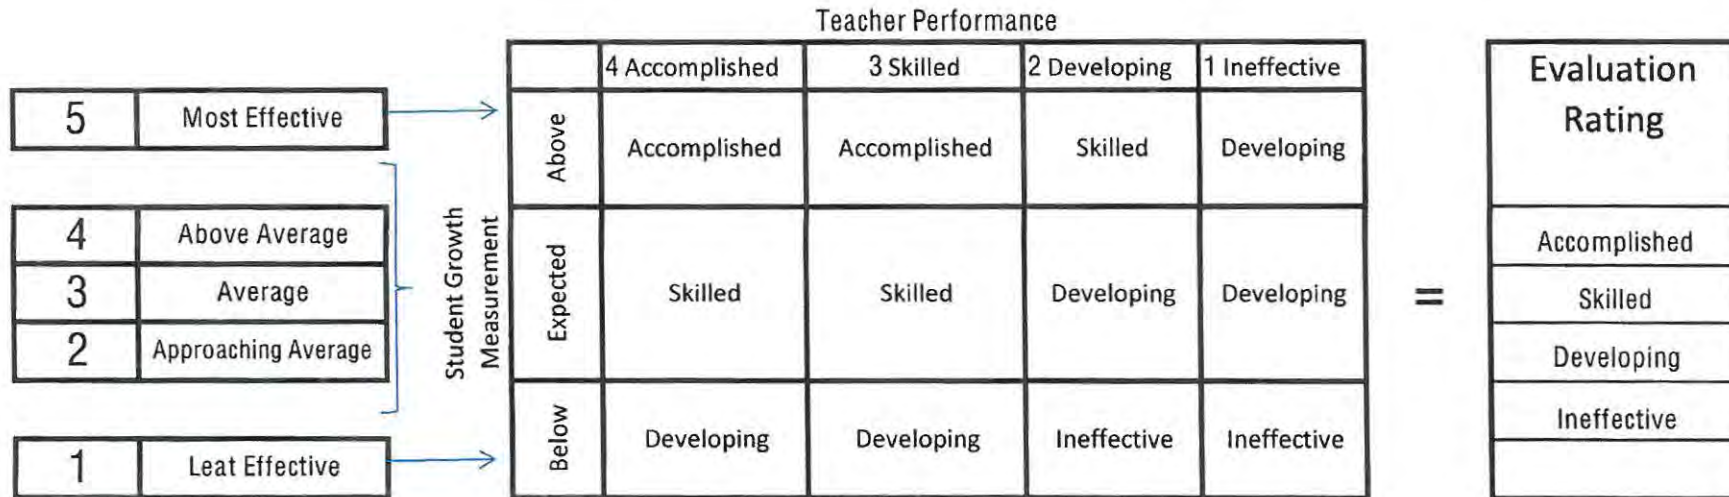 Teacher Performance
4 Accomplished 3 Skilled 2 Developing 1 Ineffective
5 Most Effective
Above Accomplished Accomplished Skilled Developing
4 Above Average
3 Average
2 Approaching Average
Student Growth
Measurement
Expected Skilled Skilled Developing Developing
1 Leat Effective
Below Developing Developing Ineffective Ineffective
=
Evaluation
Rating
Accomplished
Skilled
Developing
Ineffective